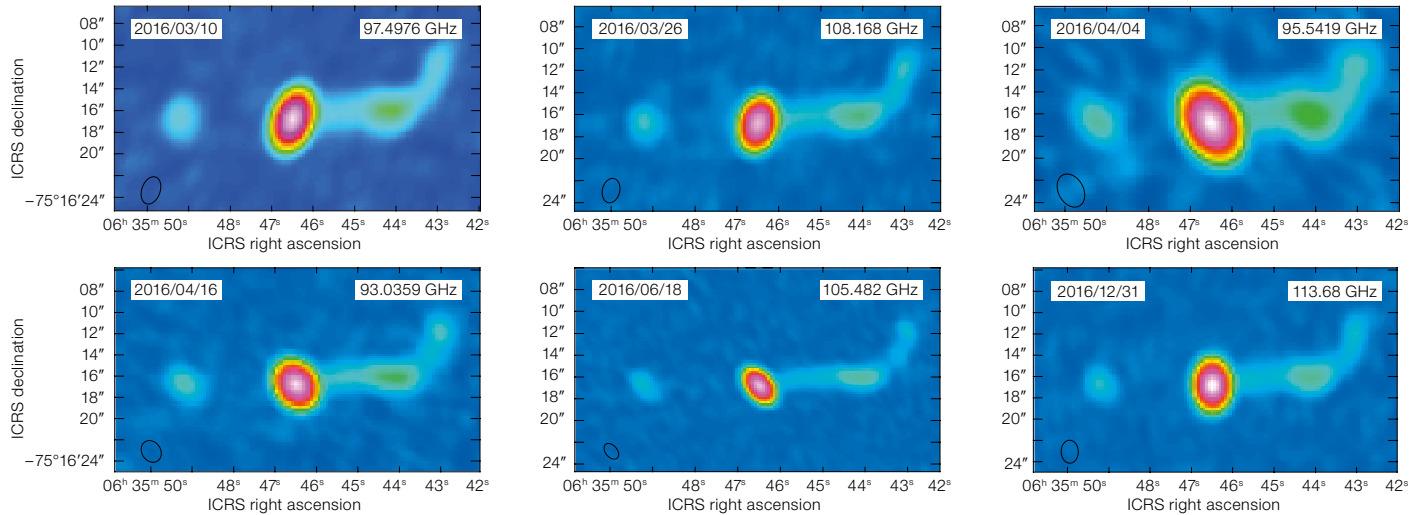 2016/03/10 97.4976 GHz
06″
10″
12″
14″
16″
18″
20″
−75°16′24″
06ʰ 35ᵐ 50ˢ 48ˢ 47ˢ 46ˢ 45ˢ 44ˢ 43ˢ 42ˢ
ICRS right ascension
ICRS declination
2016/03/26 108.168 GHz
08″
10″
12″
14″
16″
18″
20″
24″
06ʰ 35ᵐ 50ˢ 48ˢ 47ˢ 46ˢ 45ˢ 44ˢ 43ˢ 42ˢ
ICRS right ascension
2016/04/04 95.5419 GHz
08″
10″
12″
14″
16″
18″
20″
24″
06ʰ 35ᵐ 50ˢ 48ˢ 47ˢ 46ˢ 45ˢ 44ˢ 43ˢ 42ˢ
ICRS right ascension
2016/04/16 93.0359 GHz
08″
10″
12″
14″
16″
18″
20″
−75°16′24″
06ʰ 35ᵐ 50ˢ 48ˢ 47ˢ 46ˢ 45ˢ 44ˢ 43ˢ 42ˢ
ICRS right ascension
ICRS declination
2016/06/18 105.482 GHz
08″
10″
12″
14″
16″
18″
20″
24″
06ʰ 35ᵐ 50ˢ 48ˢ 47ˢ 46ˢ 45ˢ 44ˢ 43ˢ 42ˢ
ICRS right ascension
2016/12/31 113.68 GHz
08″
10″
12″
14″
16″
18″
20″
24″
06ʰ 35ᵐ 50ˢ 48ˢ 47ˢ 46ˢ 45ˢ 44ˢ 43ˢ 42ˢ
ICRS right ascension